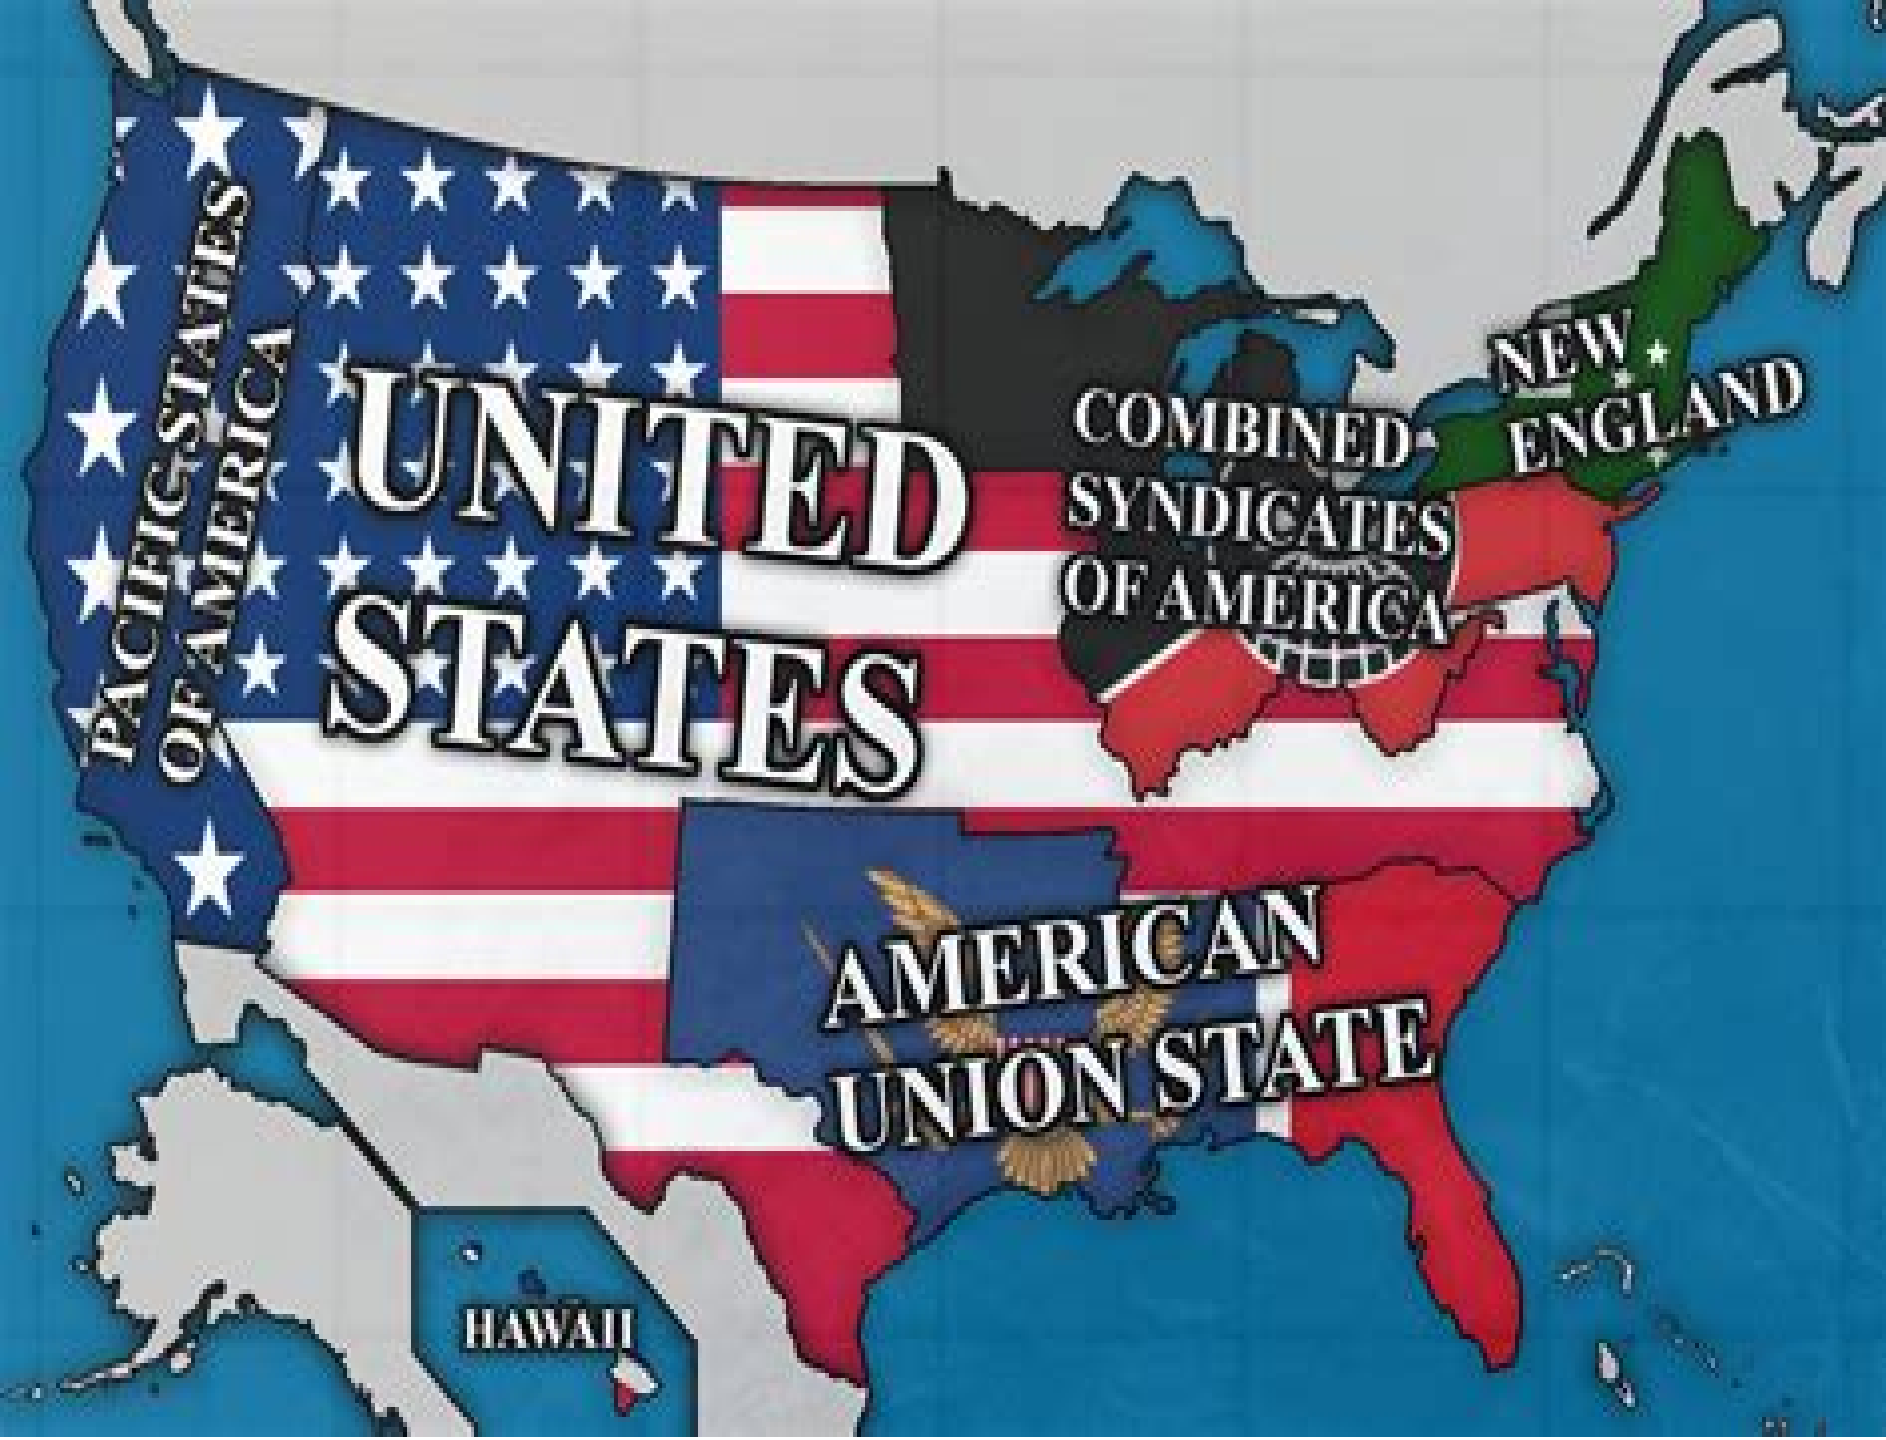 PACIFIC STATES
OF AMERICA
UNITED
STATES
COMBINED
SYNDICATES
OF AMERICA
NEW
ENGLAND
AMERICAN
UNION STATE
HAWAII